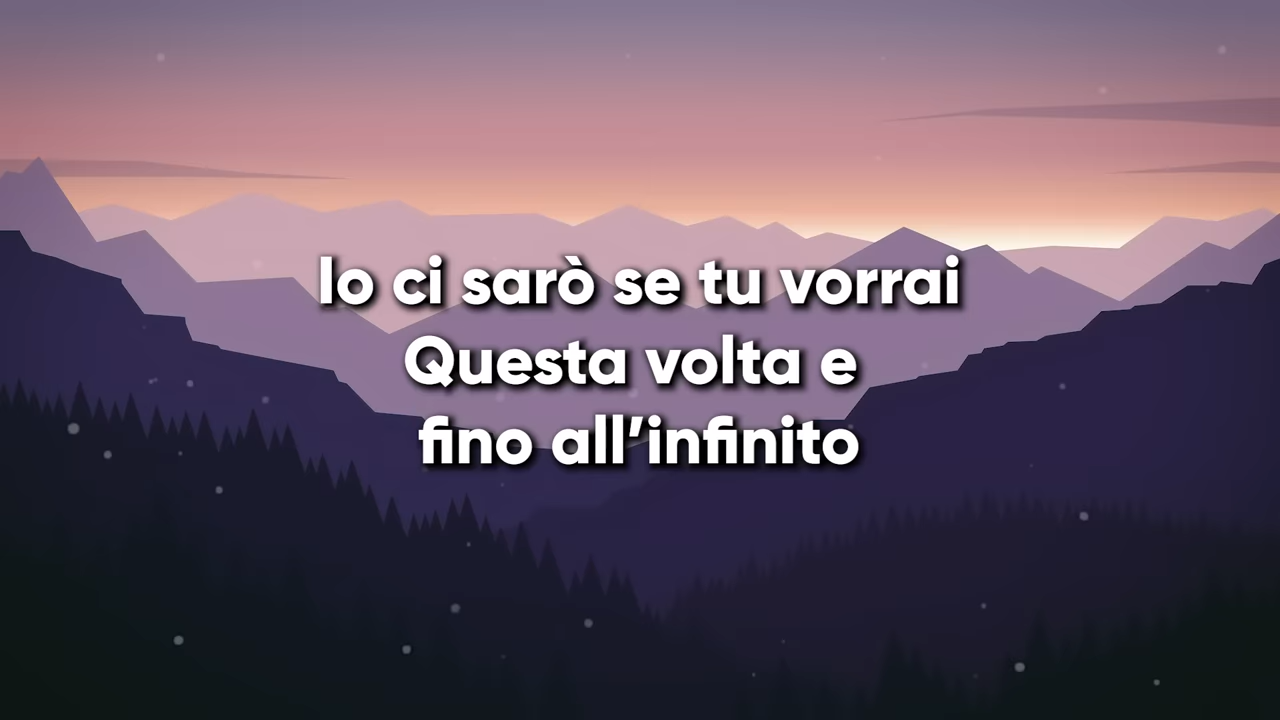 Io ci sarò se tu vorrai
Questa volta e
fino all’infinito